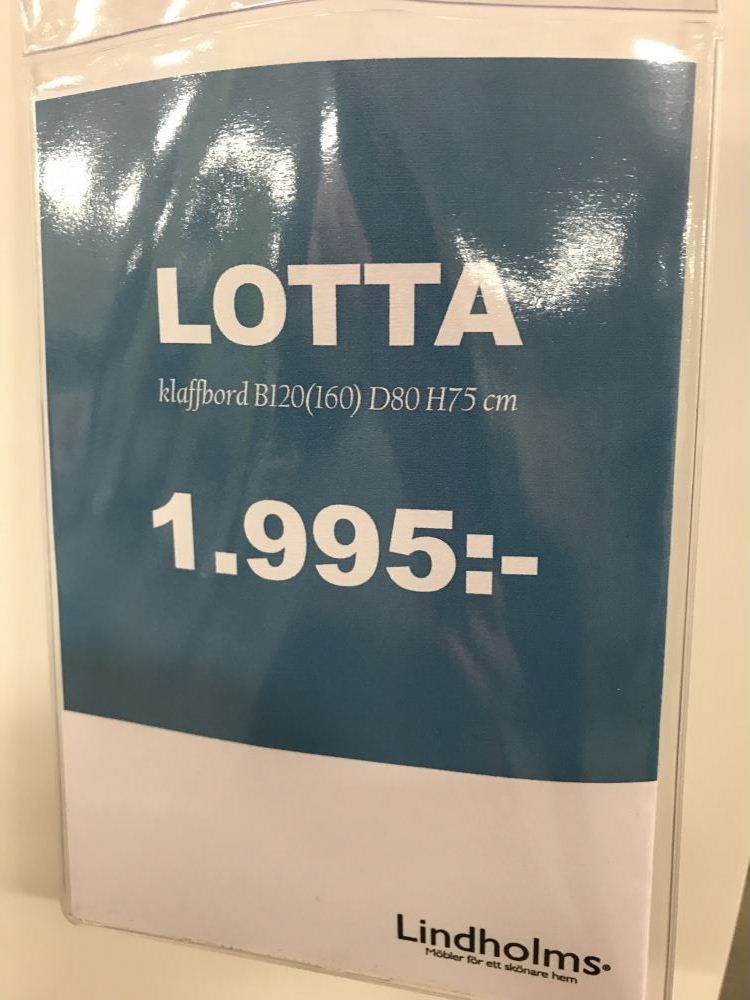 LOTTA
klaffbord B120(160) D80 H75 cm
1.995:-
Lindholms®
Möbler för ett skönare hem